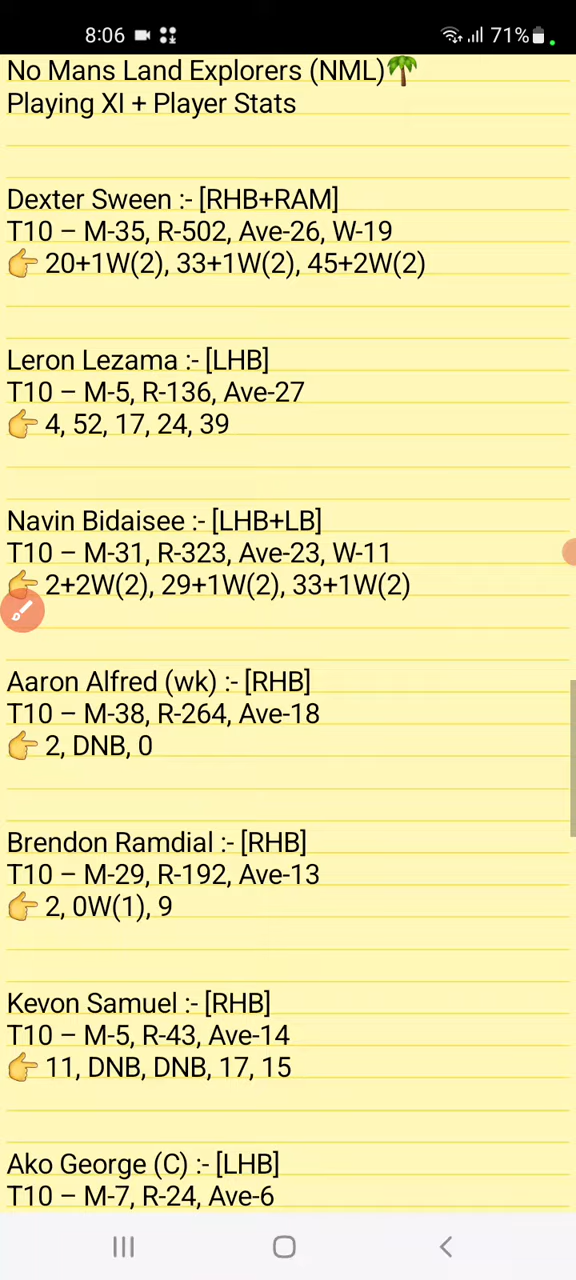 8:06 71%
No Mans Land Explorers (NML)🌴
Playing XI + Player Stats
Dexter Sween :- [RHB+RAM]
T10 – M-35, R-502, Ave-26, W-19
👉 20+1W(2), 33+1W(2), 45+2W(2)
Leron Lezama :- [LHB]
T10 – M-5, R-136, Ave-27
👉 4, 52, 17, 24, 39
Navin Bidaisee :- [LHB+LB]
T10 – M-31, R-323, Ave-23, W-11
👉 2+2W(2), 29+1W(2), 33+1W(2)
Aaron Alfred (wk) :- [RHB]
T10 – M-38, R-264, Ave-18
👉 2, DNB, 0
Brendon Ramdial :- [RHB]
T10 – M-29, R-192, Ave-13
👉 2, 0W(1), 9
Kevon Samuel :- [RHB]
T10 – M-5, R-43, Ave-14
👉 11, DNB, DNB, 17, 15
Ako George (C) :- [LHB]
T10 – M-7, R-24, Ave-6